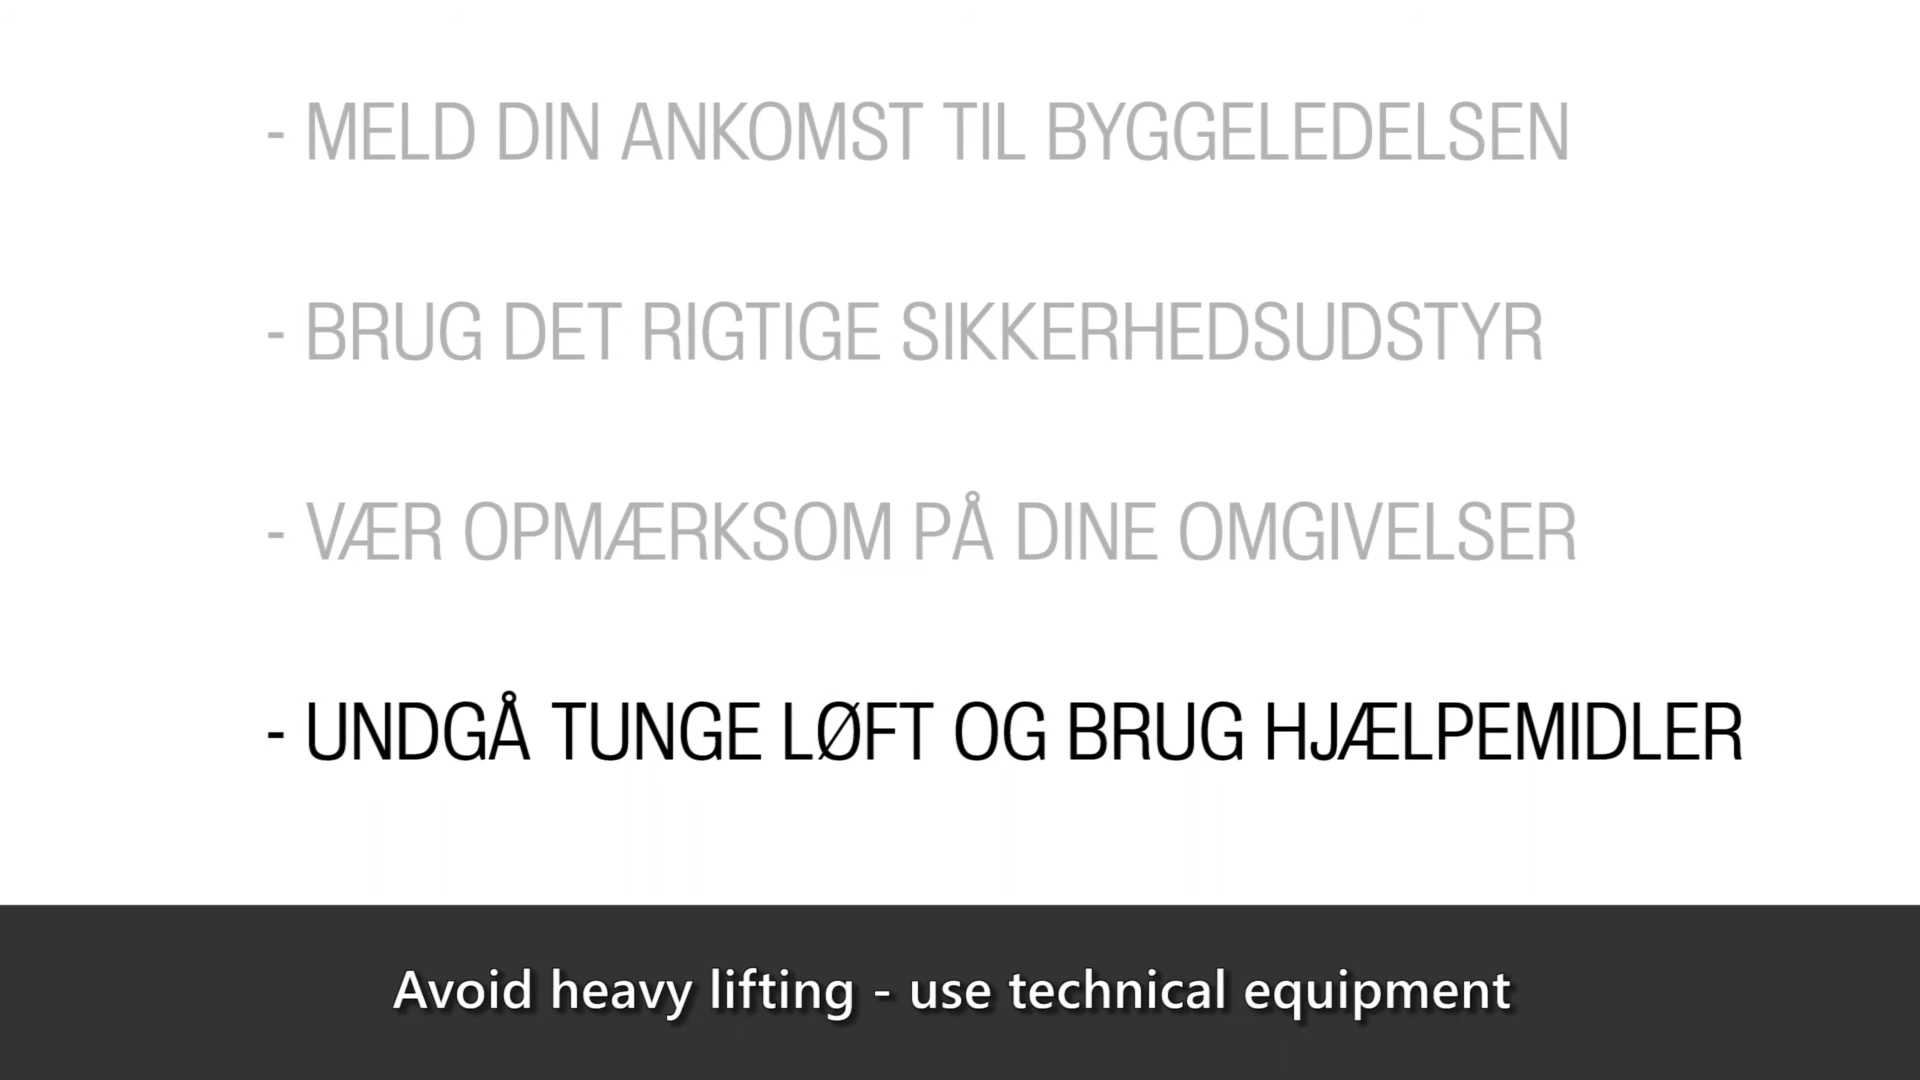 - MELD DIN ANKOMST TIL BYGGELEDELSEN
- BRUG DET RIGTIGE SIKKERHEDSUDSTYR
- VÆR OPMÆRKSOM PÅ DINE OMGIVELSER
- UNDGÅ TUNGE LØFT OG BRUG HJÆLPEMIDLER
Avoid heavy lifting - use technical equipment